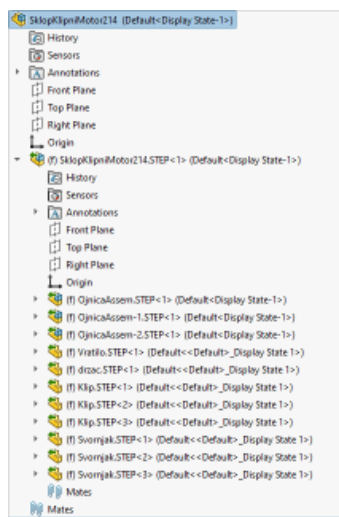 SklopKlipniMotor214 (Default<Display State-1>)
History
Sensors
Annotations
Front Plane
Top Plane
Right Plane
Origin
(f) SklopKlipniMotor214.STEP<1> (Default<Display State-1>)
History
Sensors
Annotations
Front Plane
Top Plane
Right Plane
Origin
(f) OjnicaAssem.STEP<1> (Default<Display State-1>)
(f) OjnicaAssem-1.STEP<1> (Default<Display State-1>)
(f) OjnicaAssem-2.STEP<1> (Default<Display State-1>)
(f) Vratilo.STEP<1> (Default<<Default>_Display State 1>)
(f) drzac.STEP<1> (Default<<Default>_Display State 1>)
(f) Klip.STEP<1> (Default<<Default>_Display State 1>)
(f) Klip.STEP<2> (Default<<Default>_Display State 1>)
(f) Klip.STEP<3> (Default<<Default>_Display State 1>)
(f) Svornjak.STEP<1> (Default<<Default>_Display State 1>)
(f) Svornjak.STEP<2> (Default<<Default>_Display State 1>)
(f) Svornjak.STEP<3> (Default<<Default>_Display State 1>)
Mates
Mates